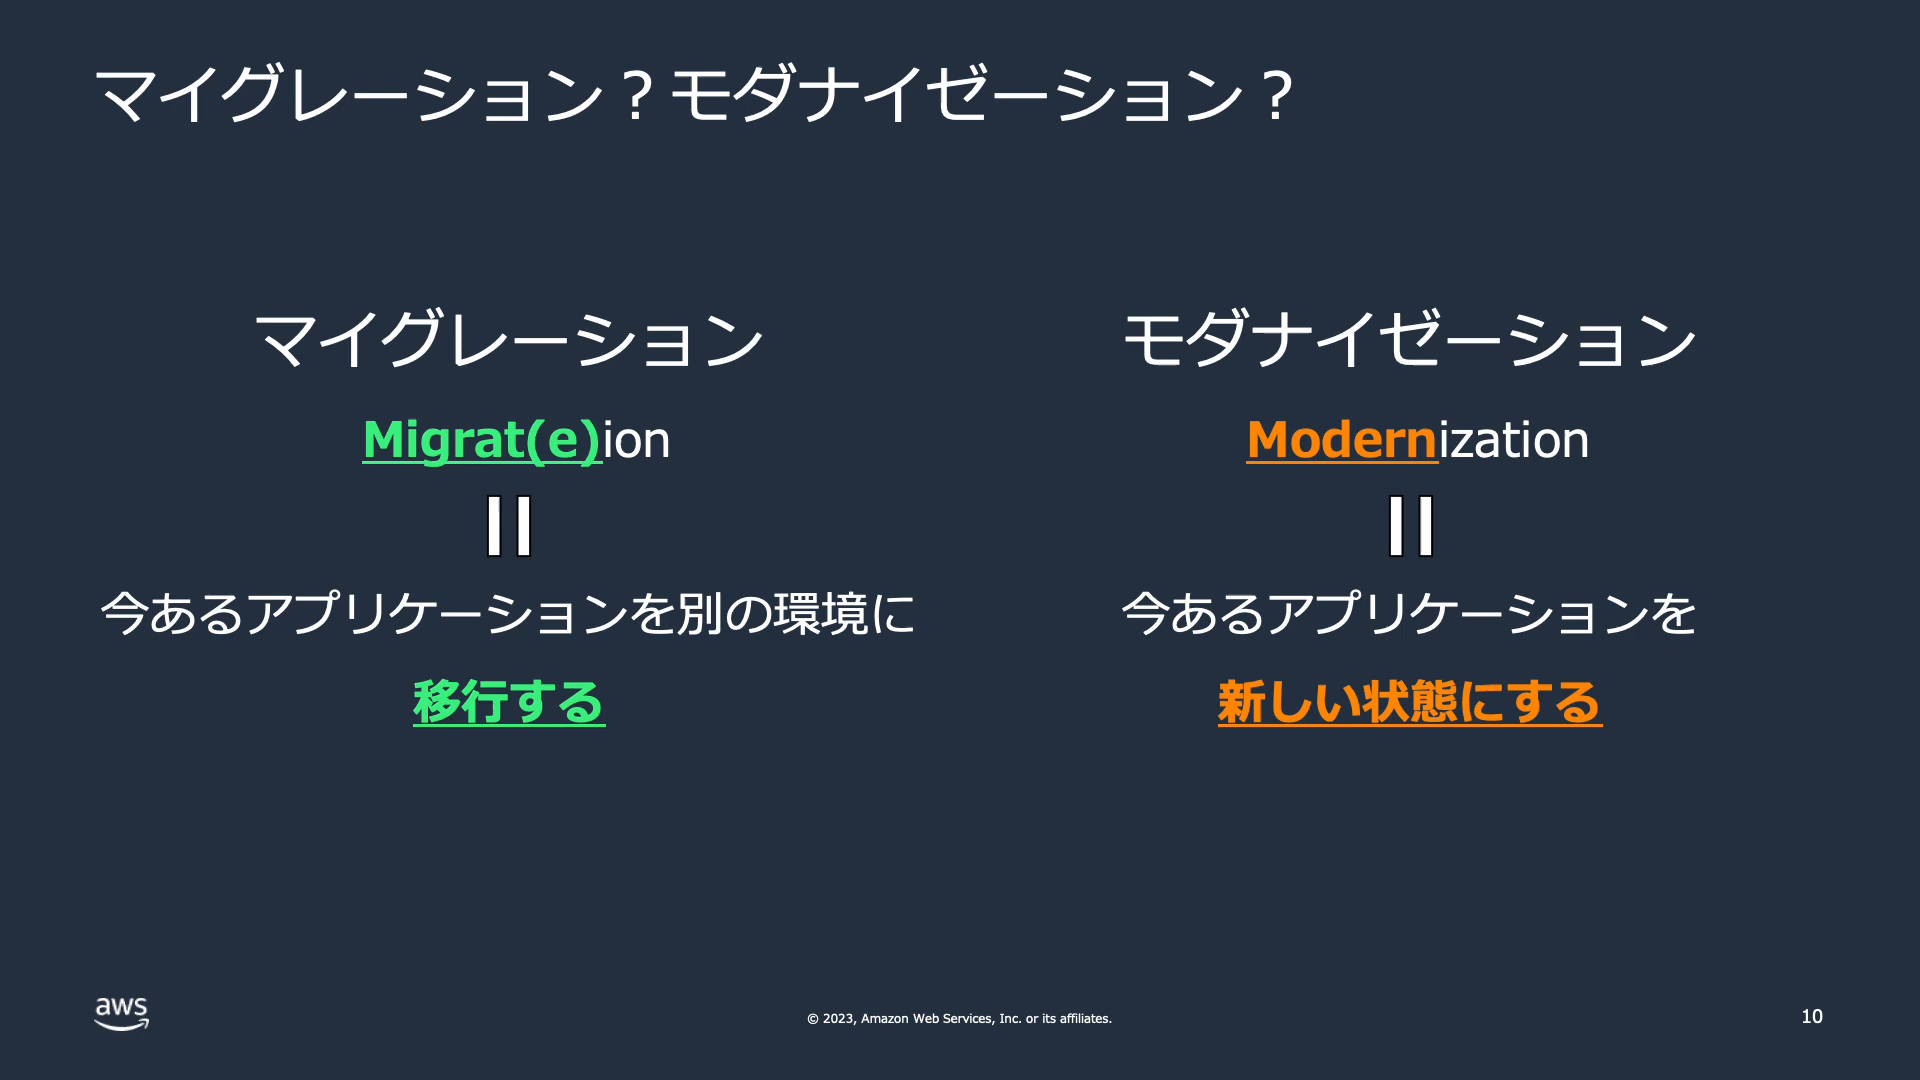 マイグレーション？モダナイゼーション？
マイグレーション
Migrat(e)ion
今あるアプリケーションを別の環境に
移行する
モダナイゼーション
Modernization
今あるアプリケーションを
新しい状態にする
aws
© 2023, Amazon Web Services, Inc. or its affiliates.
10